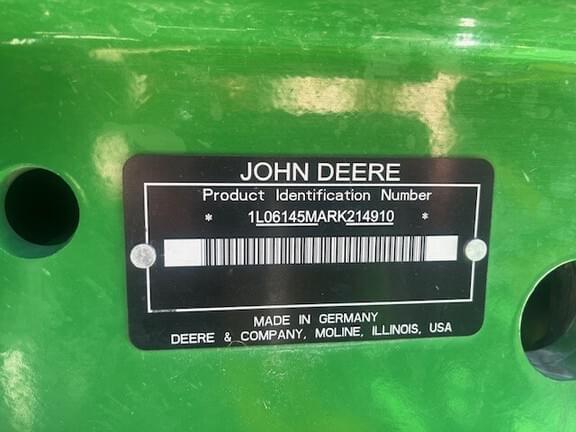 JOHN DEERE
Product Identification Number
* 1L06145MARK214910 *
MADE IN GERMANY
DEERE & COMPANY, MOLINE, ILLINOIS, USA